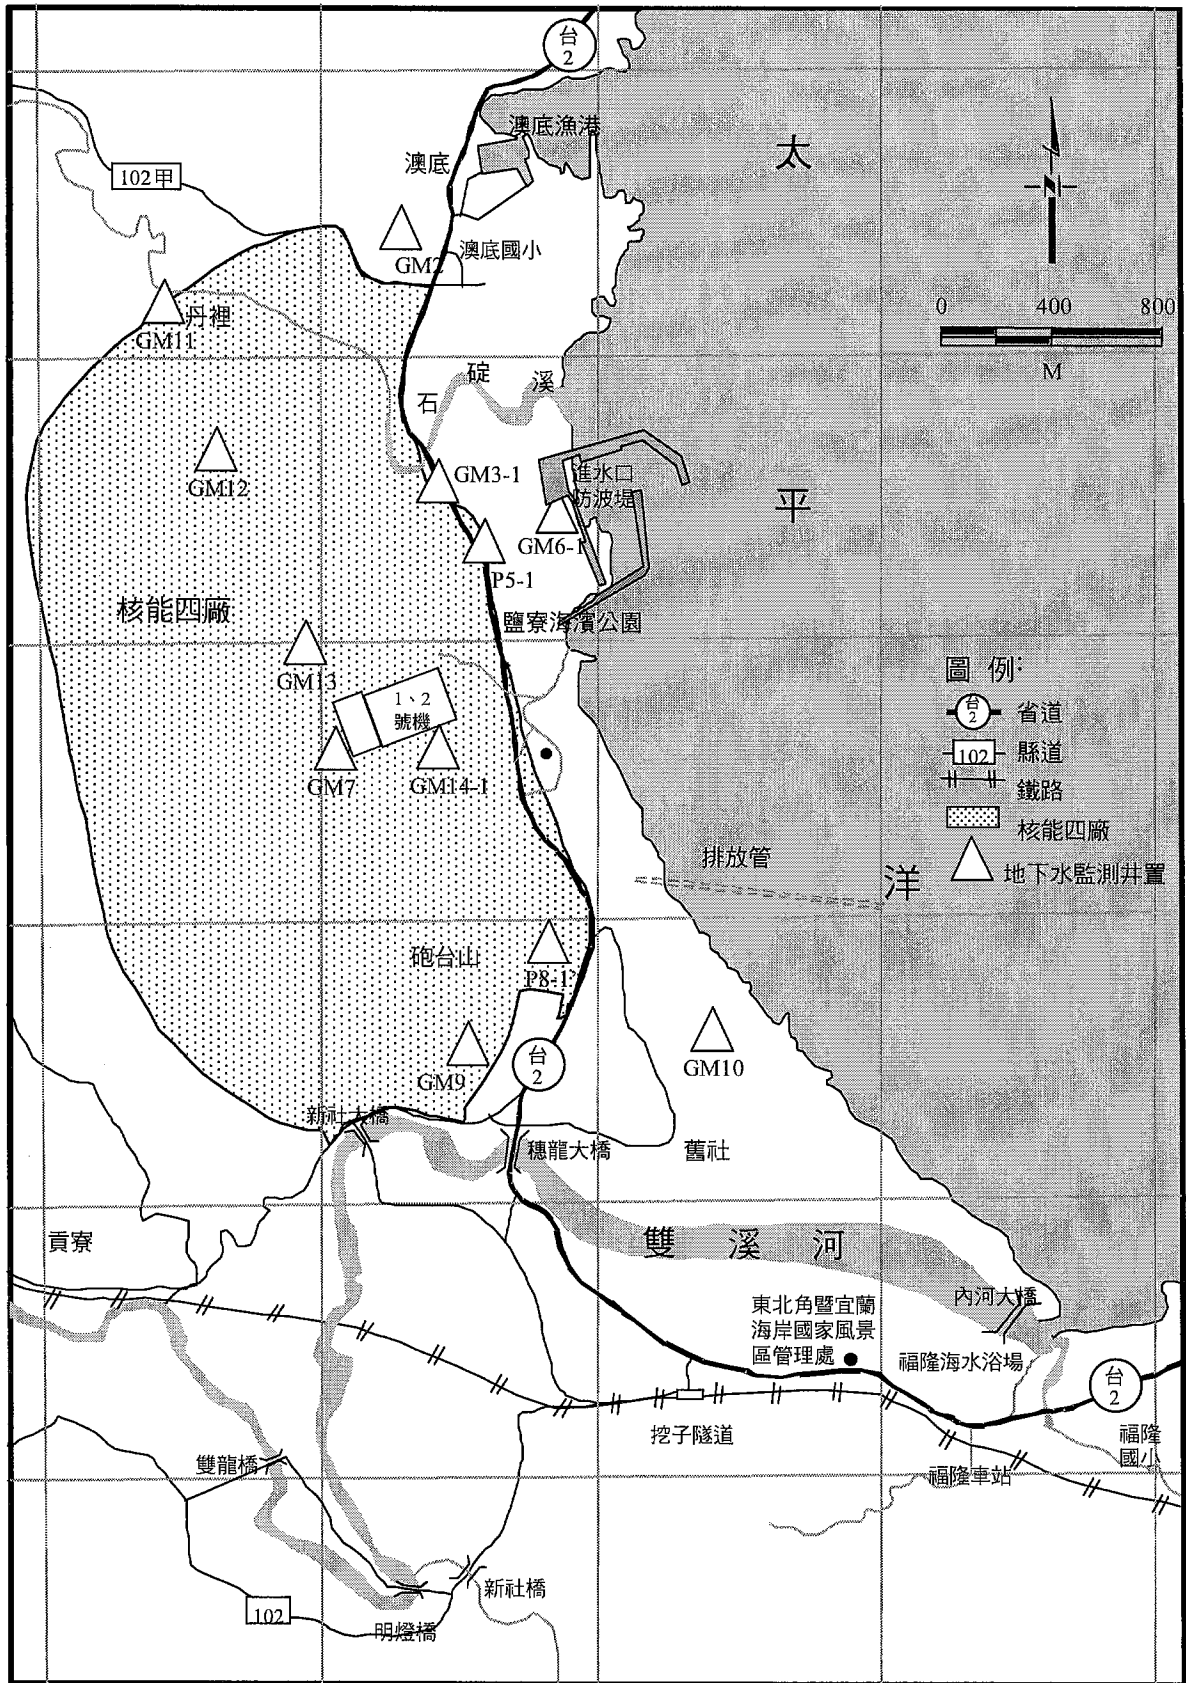 台
2
澳底漁港
太
澳底
102甲
N
GM2
澳底國小
0 400 800
M
丹裡
GM11
碇
溪
石
GM3-1
GM12
進水口
防波堤
平
GM6-1
P5-1
核能四廠
鹽寮海濱公園
圖 例:
GM13
1、2
號機
台
2
省道
102
縣道
GM7
GM14-1
鐵路
核能四廠
排放管
洋
地下水監測井置
砲台山
P8-1
台
2
GM9
GM10
新社大橋
穗龍大橋
舊社
貢寮
雙 溪 河
內河大橋
東北角暨宜蘭
海岸國家風景
區管理處
福隆海水浴場
台
2
挖子隧道
福隆
國小
雙龍橋
福隆車站
新社橋
102
明燈橋